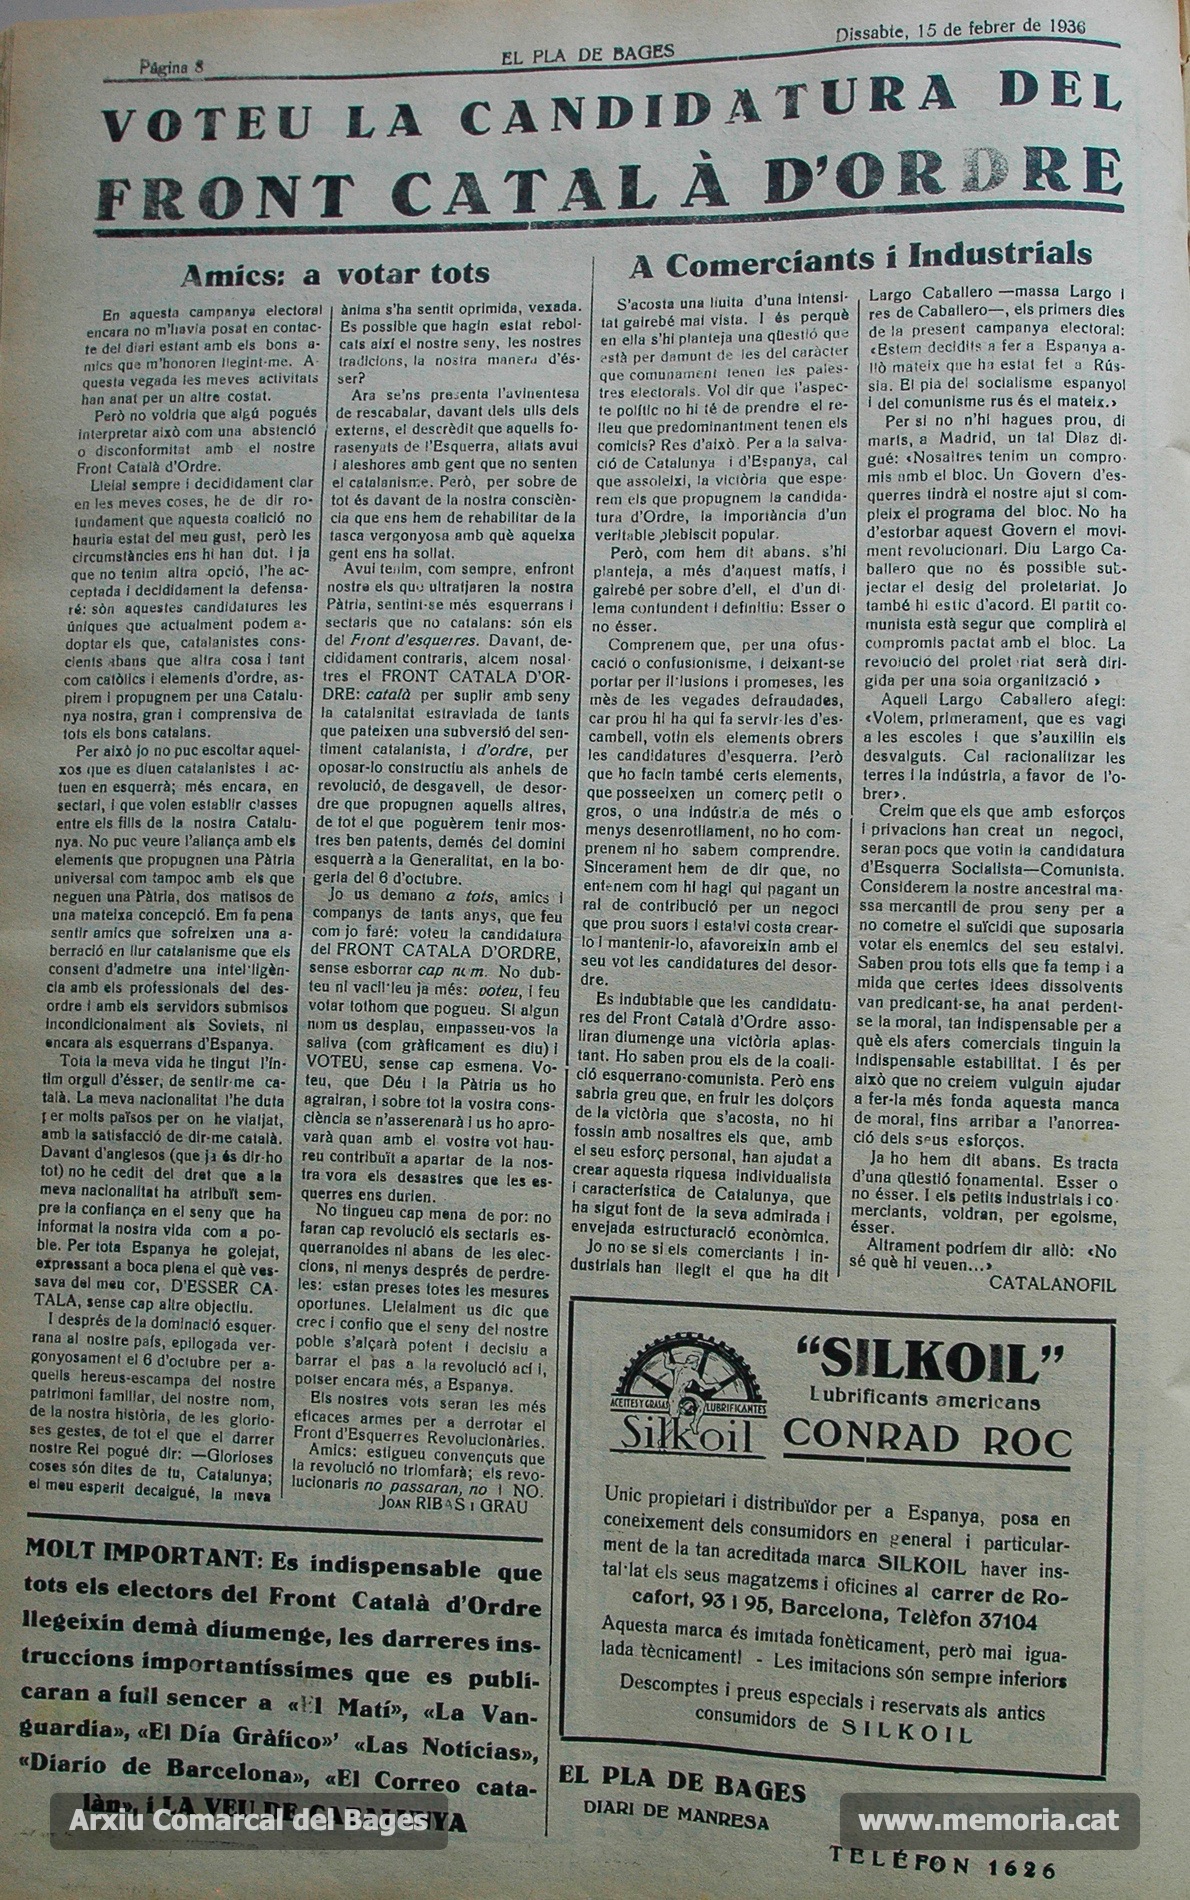 Página 8
EL PLA DE BAGES
Dissabte, 15 de febrer de 1936
VOTEU LA CANDIDATURA DEL
FRONT CATALÀ D'ORDRE
Amics: a votar tots
En aquesta campanya electoral
encara no m'havia posat en contac-
te del diari estant amb els bons a-
mics que m'honoren llegint-me. A-
questa vegada les meves activitats
han anat per un altre costat.
Però no voldria que algú pogués
interpretar això com una abstenció
o disconformitat amb el nostre
Front Català d'Ordre.
Lleial sempre i decididament clar
en les meves coses, he de dir ro-
tundament que aquesta coalició no
hauria estat del meu gust, però les
circumstàncies ens hi han dut. I ja
que no tenim altra opció, l'he ac-
ceptada i decididament la defensa-
ré: són aquestes candidatures les
úniques que actualment podem a-
doptar els que, catalanistes cons-
cients abans que altra cosa i tant
com catòlics i elements d'ordre, as-
pirem i propugnem per una Catalu-
nya nostra, gran i comprensiva de
tots els bons catalans.
Per això jo no puc escoltar aquei-
xos que es diuen catalanistes i ac-
tuen en esquerrà; més encara, en
sectari, i que volen establir classes
entre els fills de la nostra Catalu-
nya. No puc veure l'aliança amb els
elements que propugnen una Pàtria
universal com tampoc amb els que
neguen una Pàtria, dos matisos de
una mateixa concepció. Em fa pena
sentir amics que sofreixen una a-
berració en llur catalanisme que els
consent d'admetre una intel·ligèn-
cia amb els professionals del des-
ordre i amb els servidors submisos
incondicionalment als Soviets, ni
encara als esquerrans d'Espanya.
Tota la meva vida he tingut l'ín-
tim orgull d'ésser, de sentir-me ca-
talà. La meva nacionalitat l'he duta
per molts països per on he viatjat,
amb la satisfacció de dir-me català.
Davant d'anglesos (que ja és dir-ho
tot) no he cedit del dret que a la
meva nacionalitat ha atribuït sem-
pre la confiança en el seny que ha
informat la nostra vida com a po-
ble. Per tota Espanya he golejat,
expressant a boca plena el què ves-
sava del meu cor, D'ESSER CA-
TALA, sense cap altre objectiu.
I després de la dominació esquer-
rana al nostre país, epilogada ver-
gonyosament el 6 d'octubre per a-
quells hereus-escampa del nostre
patrimoni familiar, del nostre nom,
de la nostra història, de les glorio-
ses gestes, de tot el que el darrer
nostre Rei pogué dir: —Glorioses
coses són dites de tu, Catalunya;
el meu esperit decaigué, la meva
ànima s'ha sentit oprimida, vexada.
Es possible que hagin estat rebol-
cats així el nostre seny, les nostres
tradicions, la nostra manera d'és-
ser?
Ara se'ns presenta l'avinentesa
de rescabalar, davant dels ulls dels
externs, el descrèdit que aquells fo-
rasenyats de l'Esquerra, aliats avui
i aleshores amb gent que no senten
el catalanisme. Però, per sobre de
tot és davant de la nostra conscièn-
cia que ens hem de rehabilitar de la
tasca vergonyosa amb què aqueixa
gent ens ha sollat.
Avui tenim, com sempre, enfront
nostre els que ultratjaren la nostra
Pàtria, sentint-se més esquerrans i
sectaris que no catalans: són els
del Front d'esquerres. Davant, de-
cididament contraris, alcem nosal-
tres el FRONT CATALA D'OR-
DRE: català per suplir amb seny
la catalanitat estraviada de tants
que pateixen una subversió del sen-
timent catalanista, i d'ordre, per
oposar-lo constructiu als anhels de
revolució, de desgavell, de desor-
dre que propugnen aquells altres,
de tot el que poguèrem tenir mos-
tres ben patents, demés del domini
esquerrà a la Generalitat, en la bo-
geria del 6 d'octubre.
Jo us demano a tots, amics i
companys de tants anys, que feu
com jo faré: voteu la candidatura
del FRONT CATALA D'ORDRE,
sense esborrar cap nom. No dub-
teu ni vacil·leu ja més: voteu, i feu
votar tothom que pogueu. Si algun
nom us desplau, empasseu-vos la
saliva (com gràficament es diu) i
VOTEU, sense cap esmena. Vo-
teu, que Déu i la Pàtria us ho
agraïran, i sobre tot la vostra cons-
ciència se n'asserenarà i us ho apro-
varà quan amb el vostre vot hau-
reu contribuït a apartar de la nos-
tra vora els desastres que les es-
querres ens durien.
No tingueu cap mena de por: no
faran cap revolució els sectaris es-
querranoides ni abans de les elec-
cions, ni menys després de perdre-
les: estan preses totes les mesures
oportunes. Lleialment us dic que
crec i confio que el seny del nostre
poble s'alçarà potent i decisiu a
barrar el pas a la revolució ací i,
potser encara més, a Espanya.
Els nostres vots seran les més
eficaces armes per a derrotar el
Front d'Esquerres Revolucionàries.
Amics: estigueu convençuts que
la revolució no triomfarà; els revo-
lucionaris no passaran, no i NO.
JOAN RIBAS I GRAU
MOLT IMPORTANT: Es indispensable que
tots els electors del Front Català d'Ordre
llegeixin demà diumenge, les darreres ins-
truccions importantíssimes que es publi-
caran a full sencer a «El Matí», «La Van-
guardia», «El Día Gràfico»' «Las Noticias»,
«Diario de Barcelona», «El Correo cata-
làn», i LA VEU DE CATALUNYA
A Comerciants i Industrials
S'acosta una lluita d'una intensi-
tat gairebé mai vista. I és perquè
en ella s'hi planteja una qüestió que
està per damunt de les del caràcter
que comunament tenen les palès-
tres electorals. Vol dir que l'aspec-
te polític no hi té de prendre el re-
lleu que predominantment tenen els
comicis? Res d'això. Per a la salva-
ció de Catalunya i d'Espanya, cal
que assoleixi, la victòria que espe-
rem els que propugnem la candida-
tura d'Ordre, la importància d'un
veritable plebiscit popular.
Però, com hem dit abans. s'hi
planteja, a més d'aquest matís, i
gairebé per sobre d'ell, el d'un di-
lema contundent i definitiu: Esser o
no ésser.
Comprenem que, per una ofus-
cació o confusionisme, i deixant-se
portar per il·lusions i promeses, les
més de les vegades defraudades,
car prou hi ha qui fa servir-les d'es-
cambell, votin els elements obrers
les candidatures d'esquerra. Però
que ho facin també certs elements,
que posseeixen un comerç petit o
gros, o una indústria de més o
menys desenrotllament, no ho com-
prenem ni ho sabem comprendre.
Sincerament hem de dir que, no
entenem com hi hagi qui pagant un
ral de contribució per un negoci
que prou suors i estalvi costa crear-
lo i mantenir-lo, afavoreixin amb el
seu vot les candidatures del desor-
dre.
Es indubtable que les candidatu-
res del Front Català d'Ordre asso-
liran diumenge una victòria aplas-
tant. Ho saben prou els de la coali-
ció esquerrano-comunista. Però ens
sabria greu que, en fruir les dolçors
de la victòria que s'acosta, no hi
fossin amb nosaltres els que, amb
el seu esforç personal, han ajudat a
crear aquesta riquesa individualista
i característica de Catalunya, que
ha sigut font de la seva admirada i
envejada estructuració econòmica.
Jo no se si els comerciants i in-
dustrials han llegit el que ha dit
Largo Caballero —massa Largo i
res de Caballero—, els primers dies
de la present campanya electoral:
«Estem decidits a fer a Espanya a-
llò mateix que ha estat fet a Rús-
sia. El pla del socialisme espanyol
i del comunisme rus és el mateix.»
Per si no n'hi hagues prou, di
marts, a Madrid, un tal Diaz di-
gué: «Nosaltres tenim un compro-
mis amb el bloc. Un Govern d'es-
querres tindrà el nostre ajut si com-
pleix el programa del bloc. No ha
d'estorbar aquest Govern el movi-
ment revolucionari. Diu Largo Ca-
ballero que no és possible sub-
jectar el desig del proletariat. Jo
també hi estic d'acord. El partit co-
munista està segur que complirà el
compromis pactat amb el bloc. La
revolució del proletariat serà diri-
gida per una sola organització »
Aquell Largo Caballero afegí:
«Volem, primerament, que es vagi
a les escoles i que s'auxiliïn els
desvalguts. Cal racionalitzar les
terres i la indústria, a favor de l'o-
brer».
Creim que els que amb esforços
i privacions han creat un negoci,
seran pocs que votin la candidatura
d'Esquerra Socialista—Comunista.
Considerem la nostre ancestral ma-
ssa mercantil de prou seny per a
no cometre el suïcidi que suposaria
votar els enemics del seu estalvi.
Saben prou tots ells que fa temp i a
mida que certes idees dissolvents
van predicant-se, ha anat perdent-
se la moral, tan indispensable per a
què els afers comercials tinguin la
indispensable estabilitat. I és per
això que no creiem vulguin ajudar
a fer-la més fonda aquesta manca
de moral, fins arribar a l'anorrea-
ció dels seus esforços.
Ja ho hem dit abans. Es tracta
d'una qüestió fonamental. Esser o
no ésser. I els petits industrials i co-
merciants, voldran, per egoisme,
ésser.
Altrament podríem dir allò: «No
sé què hi veuen...»
CATALANOFIL
ACEITES Y GRASAS LUBRIFICANTES
Silkoil
"SILKOIL"
Lubrificants americans
CONRAD ROC
Unic propietari i distribuïdor per a Espanya, posa en
coneixement dels consumidors en general i particular-
ment de la tan acreditada marca SILKOIL haver ins-
tal·lat els seus magatzems i oficines al carrer de Ro-
cafort, 93 i 95, Barcelona, Telèfon 37104
Aquesta marca és imitada fonèticament, però mai igua-
lada tècnicament! - Les imitacions són sempre inferiors
Descomptes i preus especials i reservats als antics
consumidors de SILKOIL
EL PLA DE BAGES
DIARI DE MANRESA
TELÉFON 1626
Arxiu Comarcal del Bages
www.memoria.cat